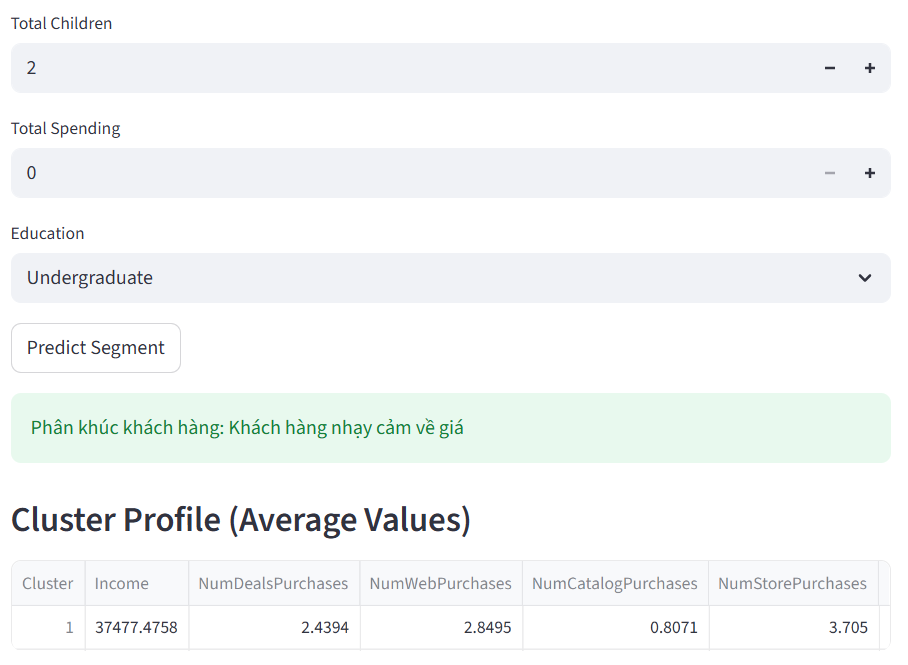 Total Children
2
Total Spending
0
Education
Undergraduate
Predict Segment
Phân khúc khách hàng: Khách hàng nhạy cảm về giá
Cluster Profile (Average Values)
Cluster Income NumDealsPurchases NumWebPurchases NumCatalogPurchases NumStorePurchases
1 37477.4758 2.4394 2.8495 0.8071 3.705